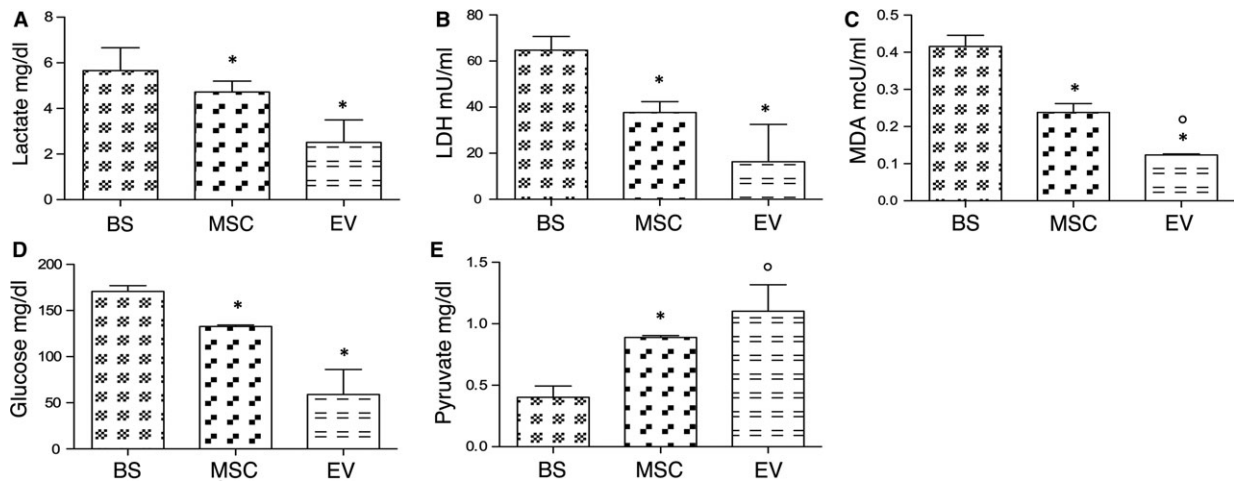 A
Lactate mg/dl
8
6
4
2
0
*
*
BS MSC EV
B
LDH mU/ml
80
60
40
20
0
*
*
BS MSC EV
C
MDA mcU/ml
0.5
0.4
0.2
0.1
0.0
*
°
*
BS MSC EV
D
Glucose mg/dl
200
150
100
50
0
*
*
BS MSC EV
E
Pyruvate mg/dl
1.5
1.0
0.5
0.0
*
°
BS MSC EV